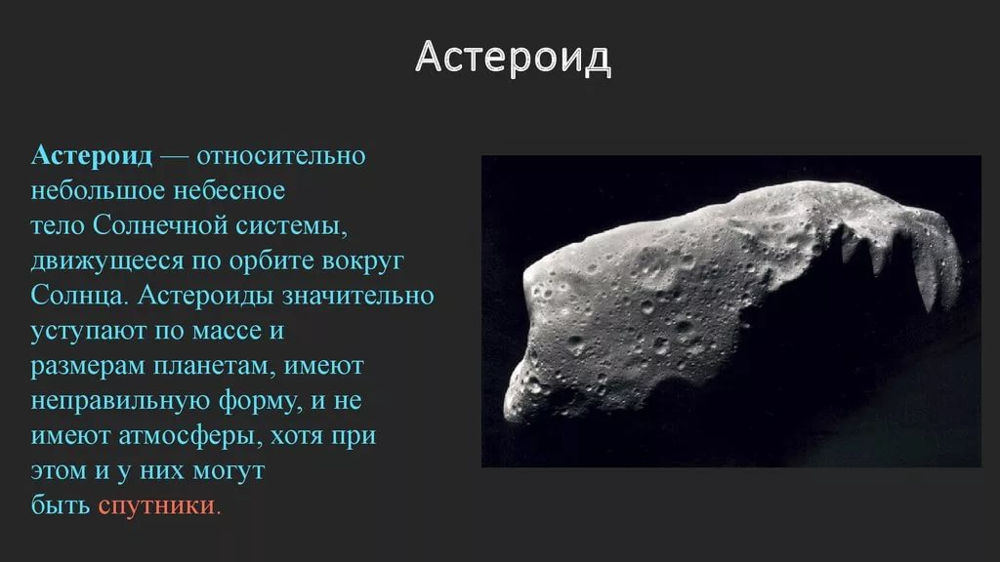 Астероид
Астероид — относительно
небольшое небесное
тело Солнечной системы,
движущееся по орбите вокруг
Солнца. Астероиды значительно
уступают по массе и
размерам планетам, имеют
неправильную форму, и не
имеют атмосферы, хотя при
этом и у них могут
быть спутники.